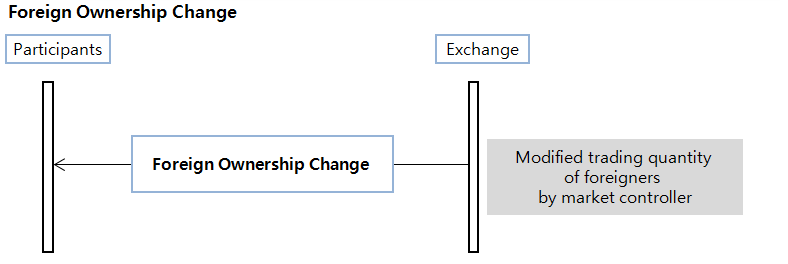 Foreign Ownership Change
Participants
Exchange
Foreign Ownership Change
Modified trading quantity
of foreigners
by market controller